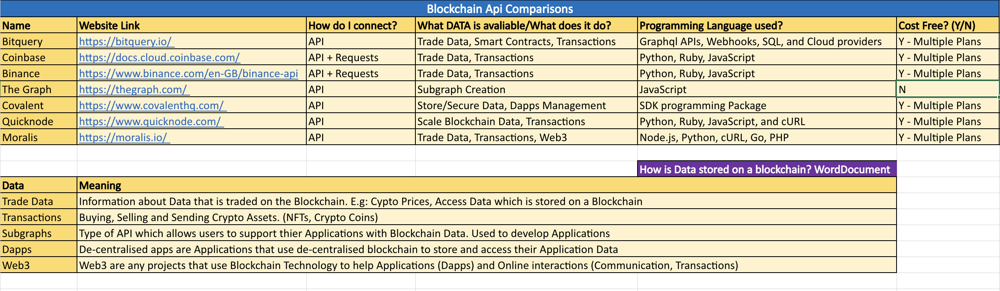 Blockchain Api Comparisons
Name Website Link How do I connect? What DATA is avaliable/What does it do? Programming Language used? Cost Free? (Y/N)
Bitquery https://bitquery.io/ API Trade Data, Smart Contracts, Transactions Graphql APIs, Webhooks, SQL, and Cloud providers Y - Multiple Plans
Coinbase https://docs.cloud.coinbase.com/ API + Requests Trade Data, Transactions Python, Ruby, JavaScript Y - Multiple Plans
Binance https://www.binance.com/en-GB/binance-api API + Requests Trade Data, Transactions Python, Ruby, JavaScript Y - Multiple Plans
The Graph https://thegraph.com/ API Subgraph Creation JavaScript N
Covalent https://www.covalenthq.com/ API Store/Secure Data, Dapps Management SDK programming Package Y - Multiple Plans
Quicknode https://www.quicknode.com/ API Scale Blockchain Data, Transactions Python, Ruby, JavaScript, and cURL Y - Multiple Plans
Moralis https://moralis.io/ API Trade Data, Transactions, Web3 Node.js, Python, cURL, Go, PHP Y - Multiple Plans
How is Data stored on a blockchain? WordDocument
Data Meaning
Trade Data Information about Data that is traded on the Blockchain. E.g: Cypto Prices, Access Data which is stored on a Blockchain
Transactions Buying, Selling and Sending Crypto Assets. (NFTs, Crypto Coins)
Subgraphs Type of API which allows users to support thier Applications with Blockchain Data. Used to develop Applications
Dapps De-centralised apps are Applications that use de-centralised blockchain to store and access their Application Data
Web3 Web3 are any projects that use Blockchain Technology to help Applications (Dapps) and Online interactions (Communication, Transactions)